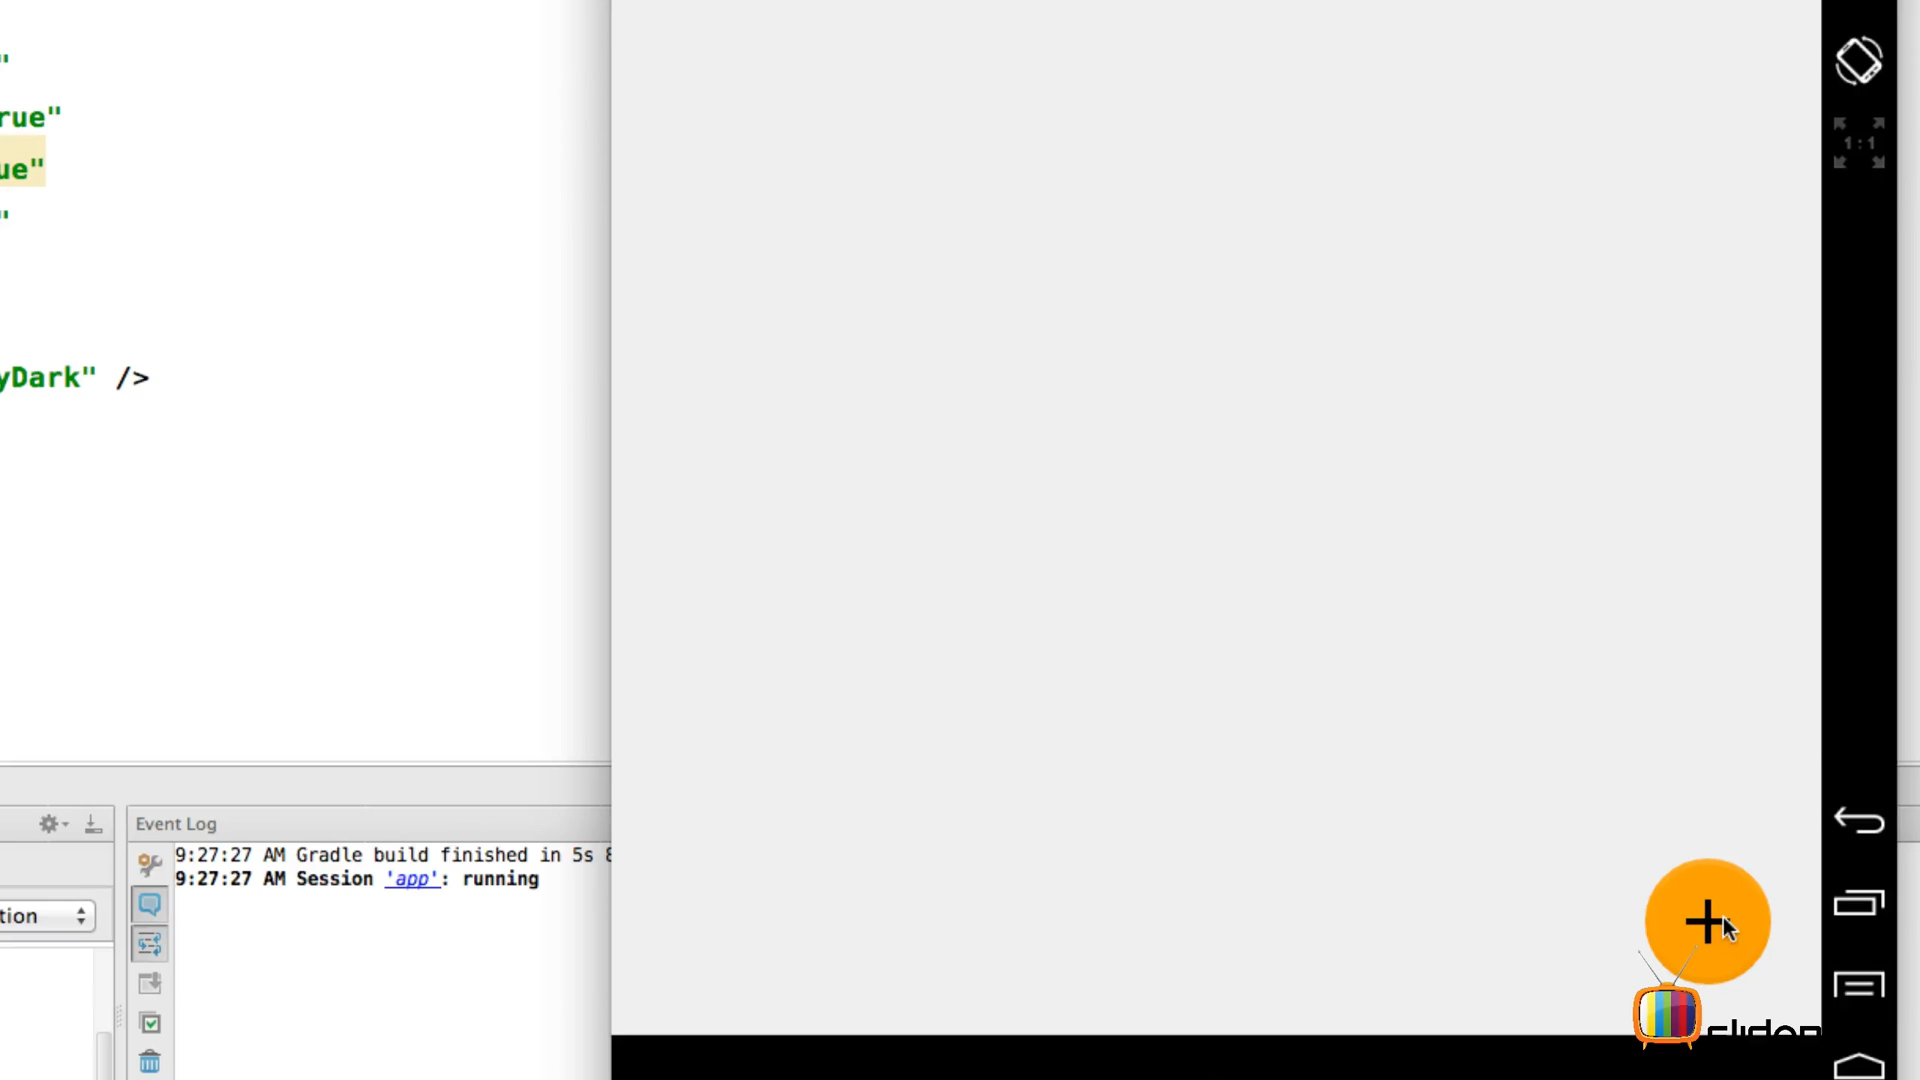 "
rue"
ue"
"
yDark" />
1:1
tion
Event Log
9:27:27 AM Gradle build finished in 5s
9:27:27 AM Session 'app': running